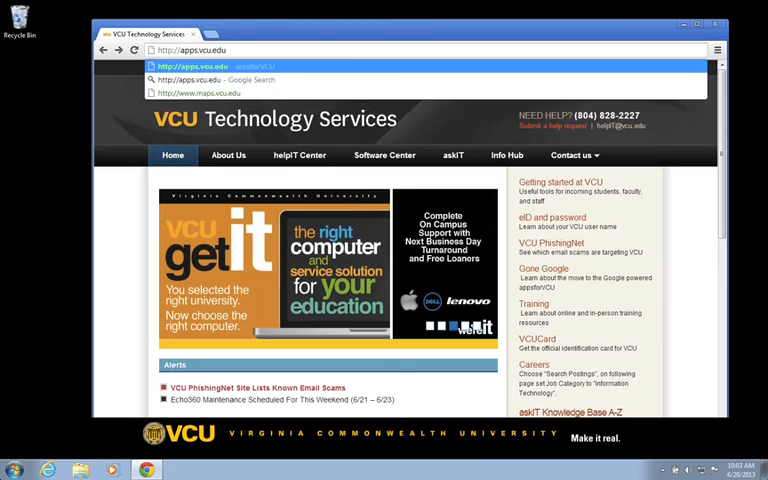 Recycle Bin
VCU Technology Services
http://apps.vcu.edu
http://apps.vcu.edu - appsforVCU
http://apps.vcu.edu - Google Search
http://www.maps.vcu.edu
VCU Technology Services
NEED HELP? (804) 828-2227
Submit a help request | helpIT@vcu.edu
Home
About Us
helpIT Center
Software Center
askIT
Info Hub
Contact us
Virginia Commonwealth University
VCU
getit
You selected the
right university.
Now choose the
right computer.
the right
computer
and
service solution
for your
education
Complete
On Campus
Support with
Next Business Day
Turnaround
and Free Loaners
DELL
lenovo
Alerts
VCU PhishingNet Site Lists Known Email Scams
Echo360 Maintenance Scheduled For This Weekend (6/21 – 6/23)
Getting started at VCU
Useful tools for incoming students, faculty,
and staff
eID and password
Learn about your VCU user name
VCU PhishingNet
See which email scams are targeting VCU
Gone Google
Learn about the move to the Google powered
appsforVCU
Training
Learn about online and in-person training
resources
VCUCard
Get the official identification card for VCU
Careers
Choose "Search Postings", on following
page set Job Category to "Information
Technology".
askIT Knowledge Base A-Z
VCU VIRGINIA COMMONWEALTH UNIVERSITY
Make it real.
10:03 AM
6/20/2013